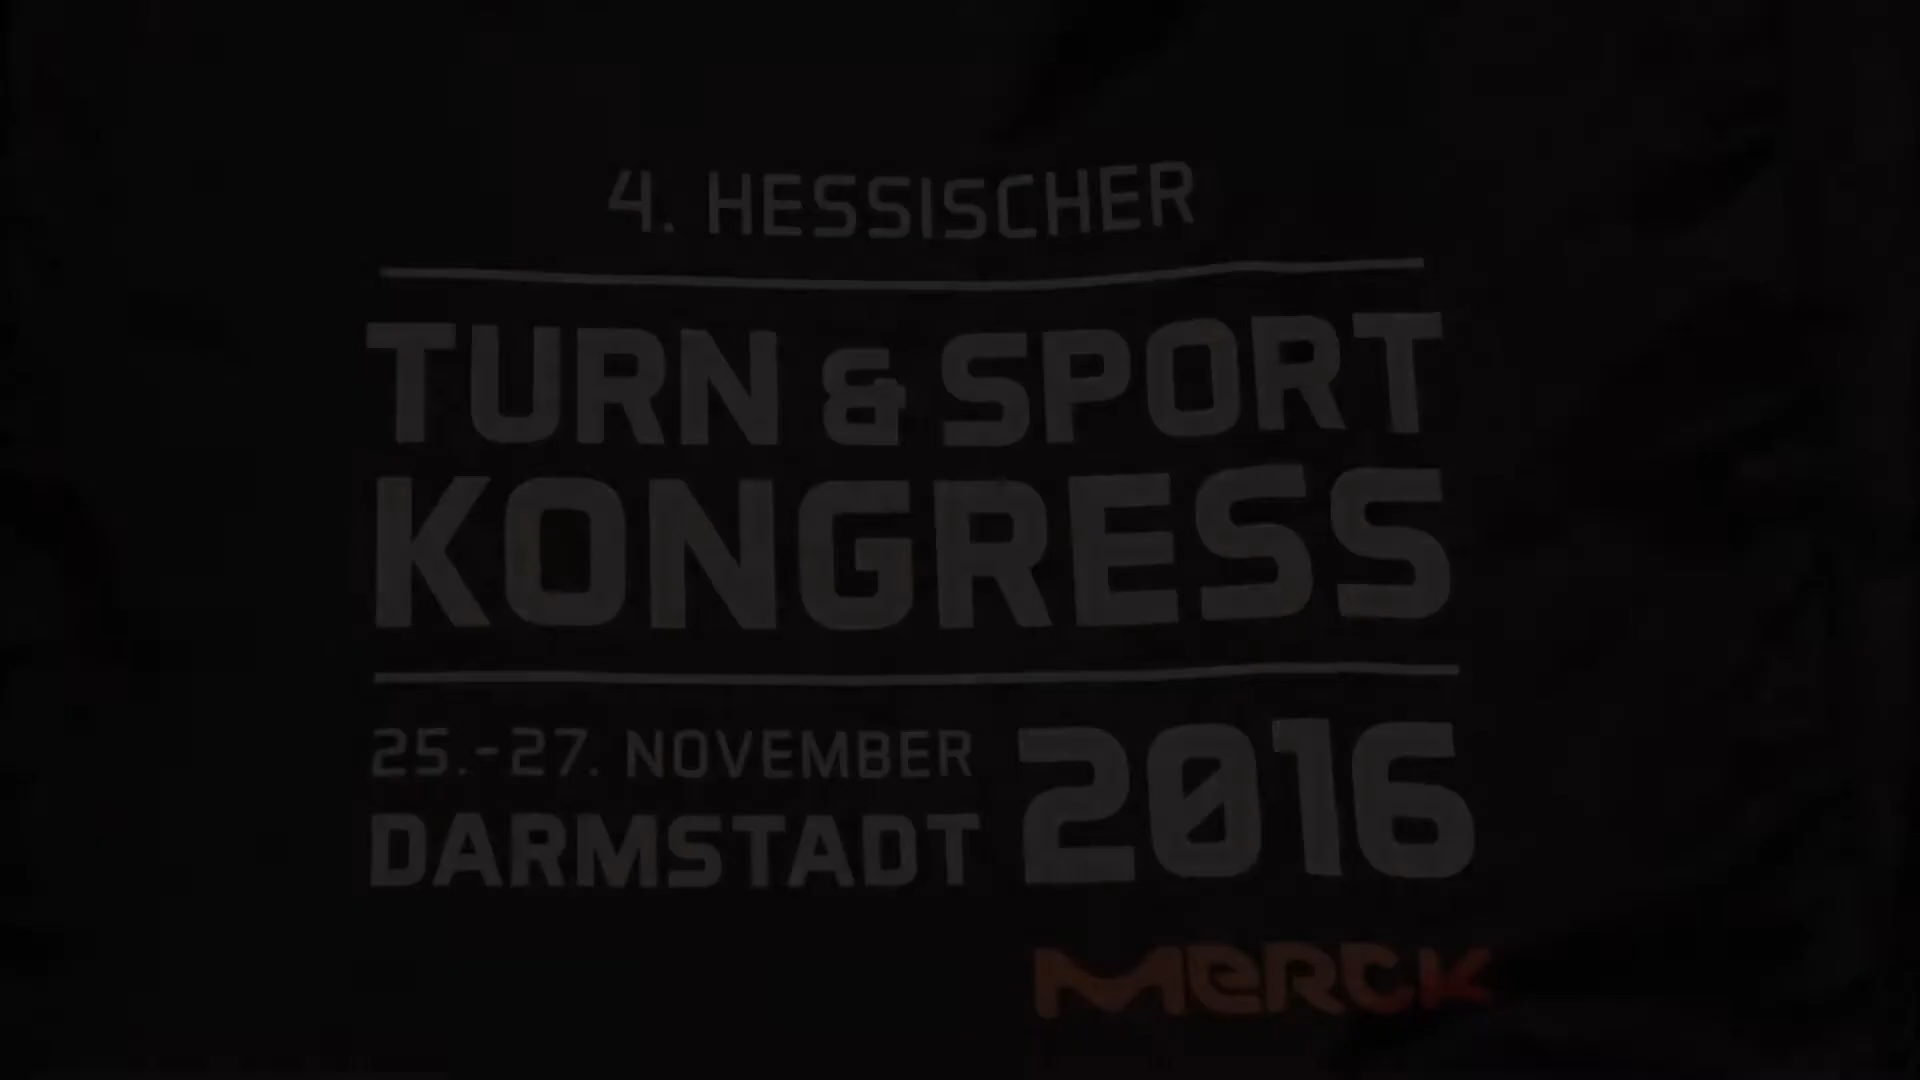 4. HESSISCHER
TURN & SPORT
KONGRESS
25.-27. NOVEMBER
DARMSTADT
2016
MERCK